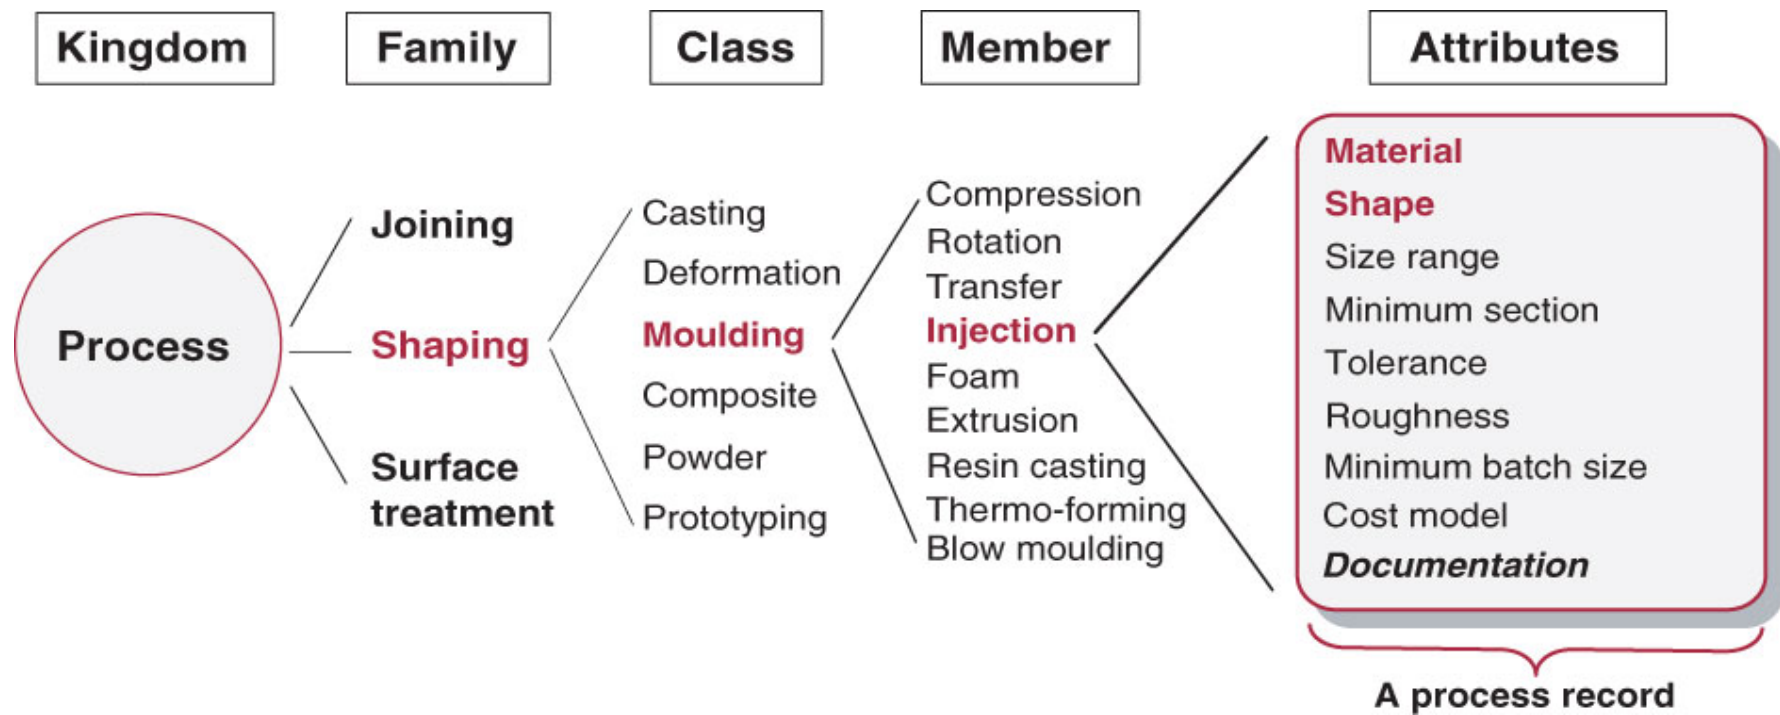 Kingdom
Family
Class
Member
Attributes
Process
Joining
Shaping
Surface
treatment
Casting
Deformation
Moulding
Composite
Powder
Prototyping
Compression
Rotation
Transfer
Injection
Foam
Extrusion
Resin casting
Thermo-forming
Blow moulding
Material
Shape
Size range
Minimum section
Tolerance
Roughness
Minimum batch size
Cost model
Documentation
A process record